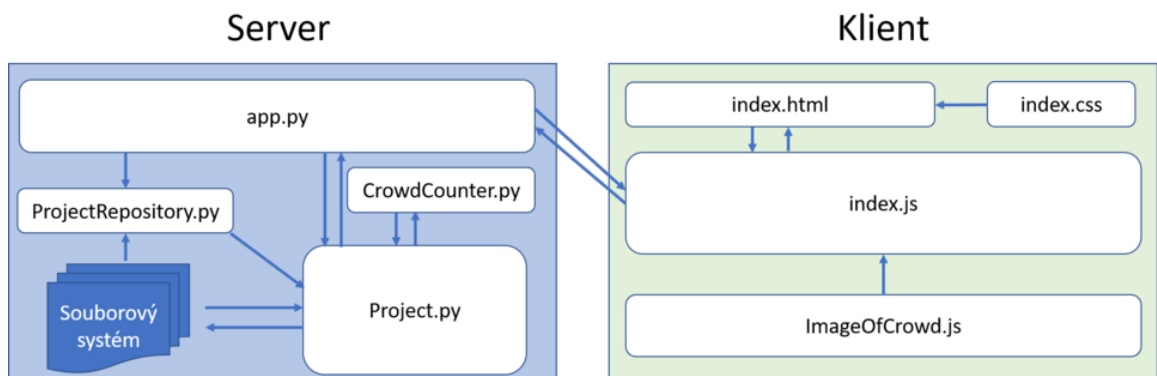 Server
Klient
app.py
index.html
index.css
CrowdCounter.py
ProjectRepository.py
index.js
Souborový
systém
Project.py
ImageOfCrowd.js